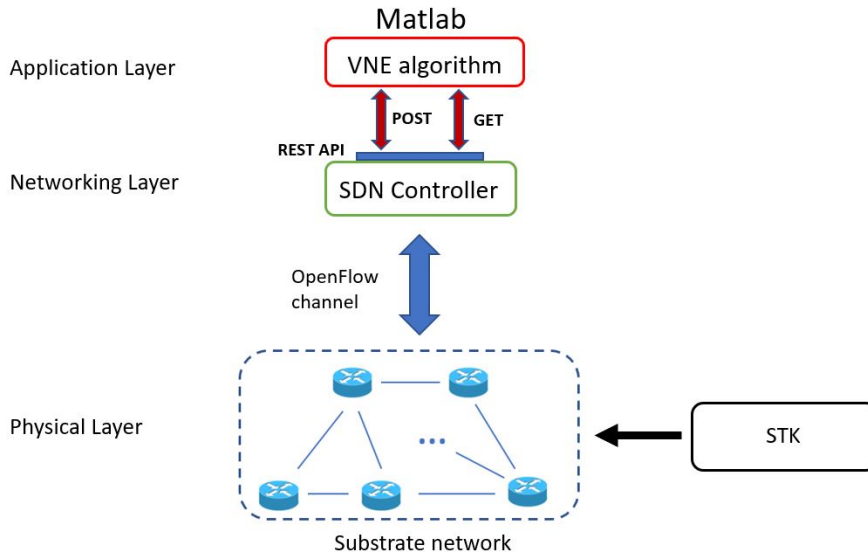 Matlab
Application Layer
VNE algorithm
POST
GET
REST API
Networking Layer
SDN Controller
OpenFlow
channel
Physical Layer
STK
Substrate network